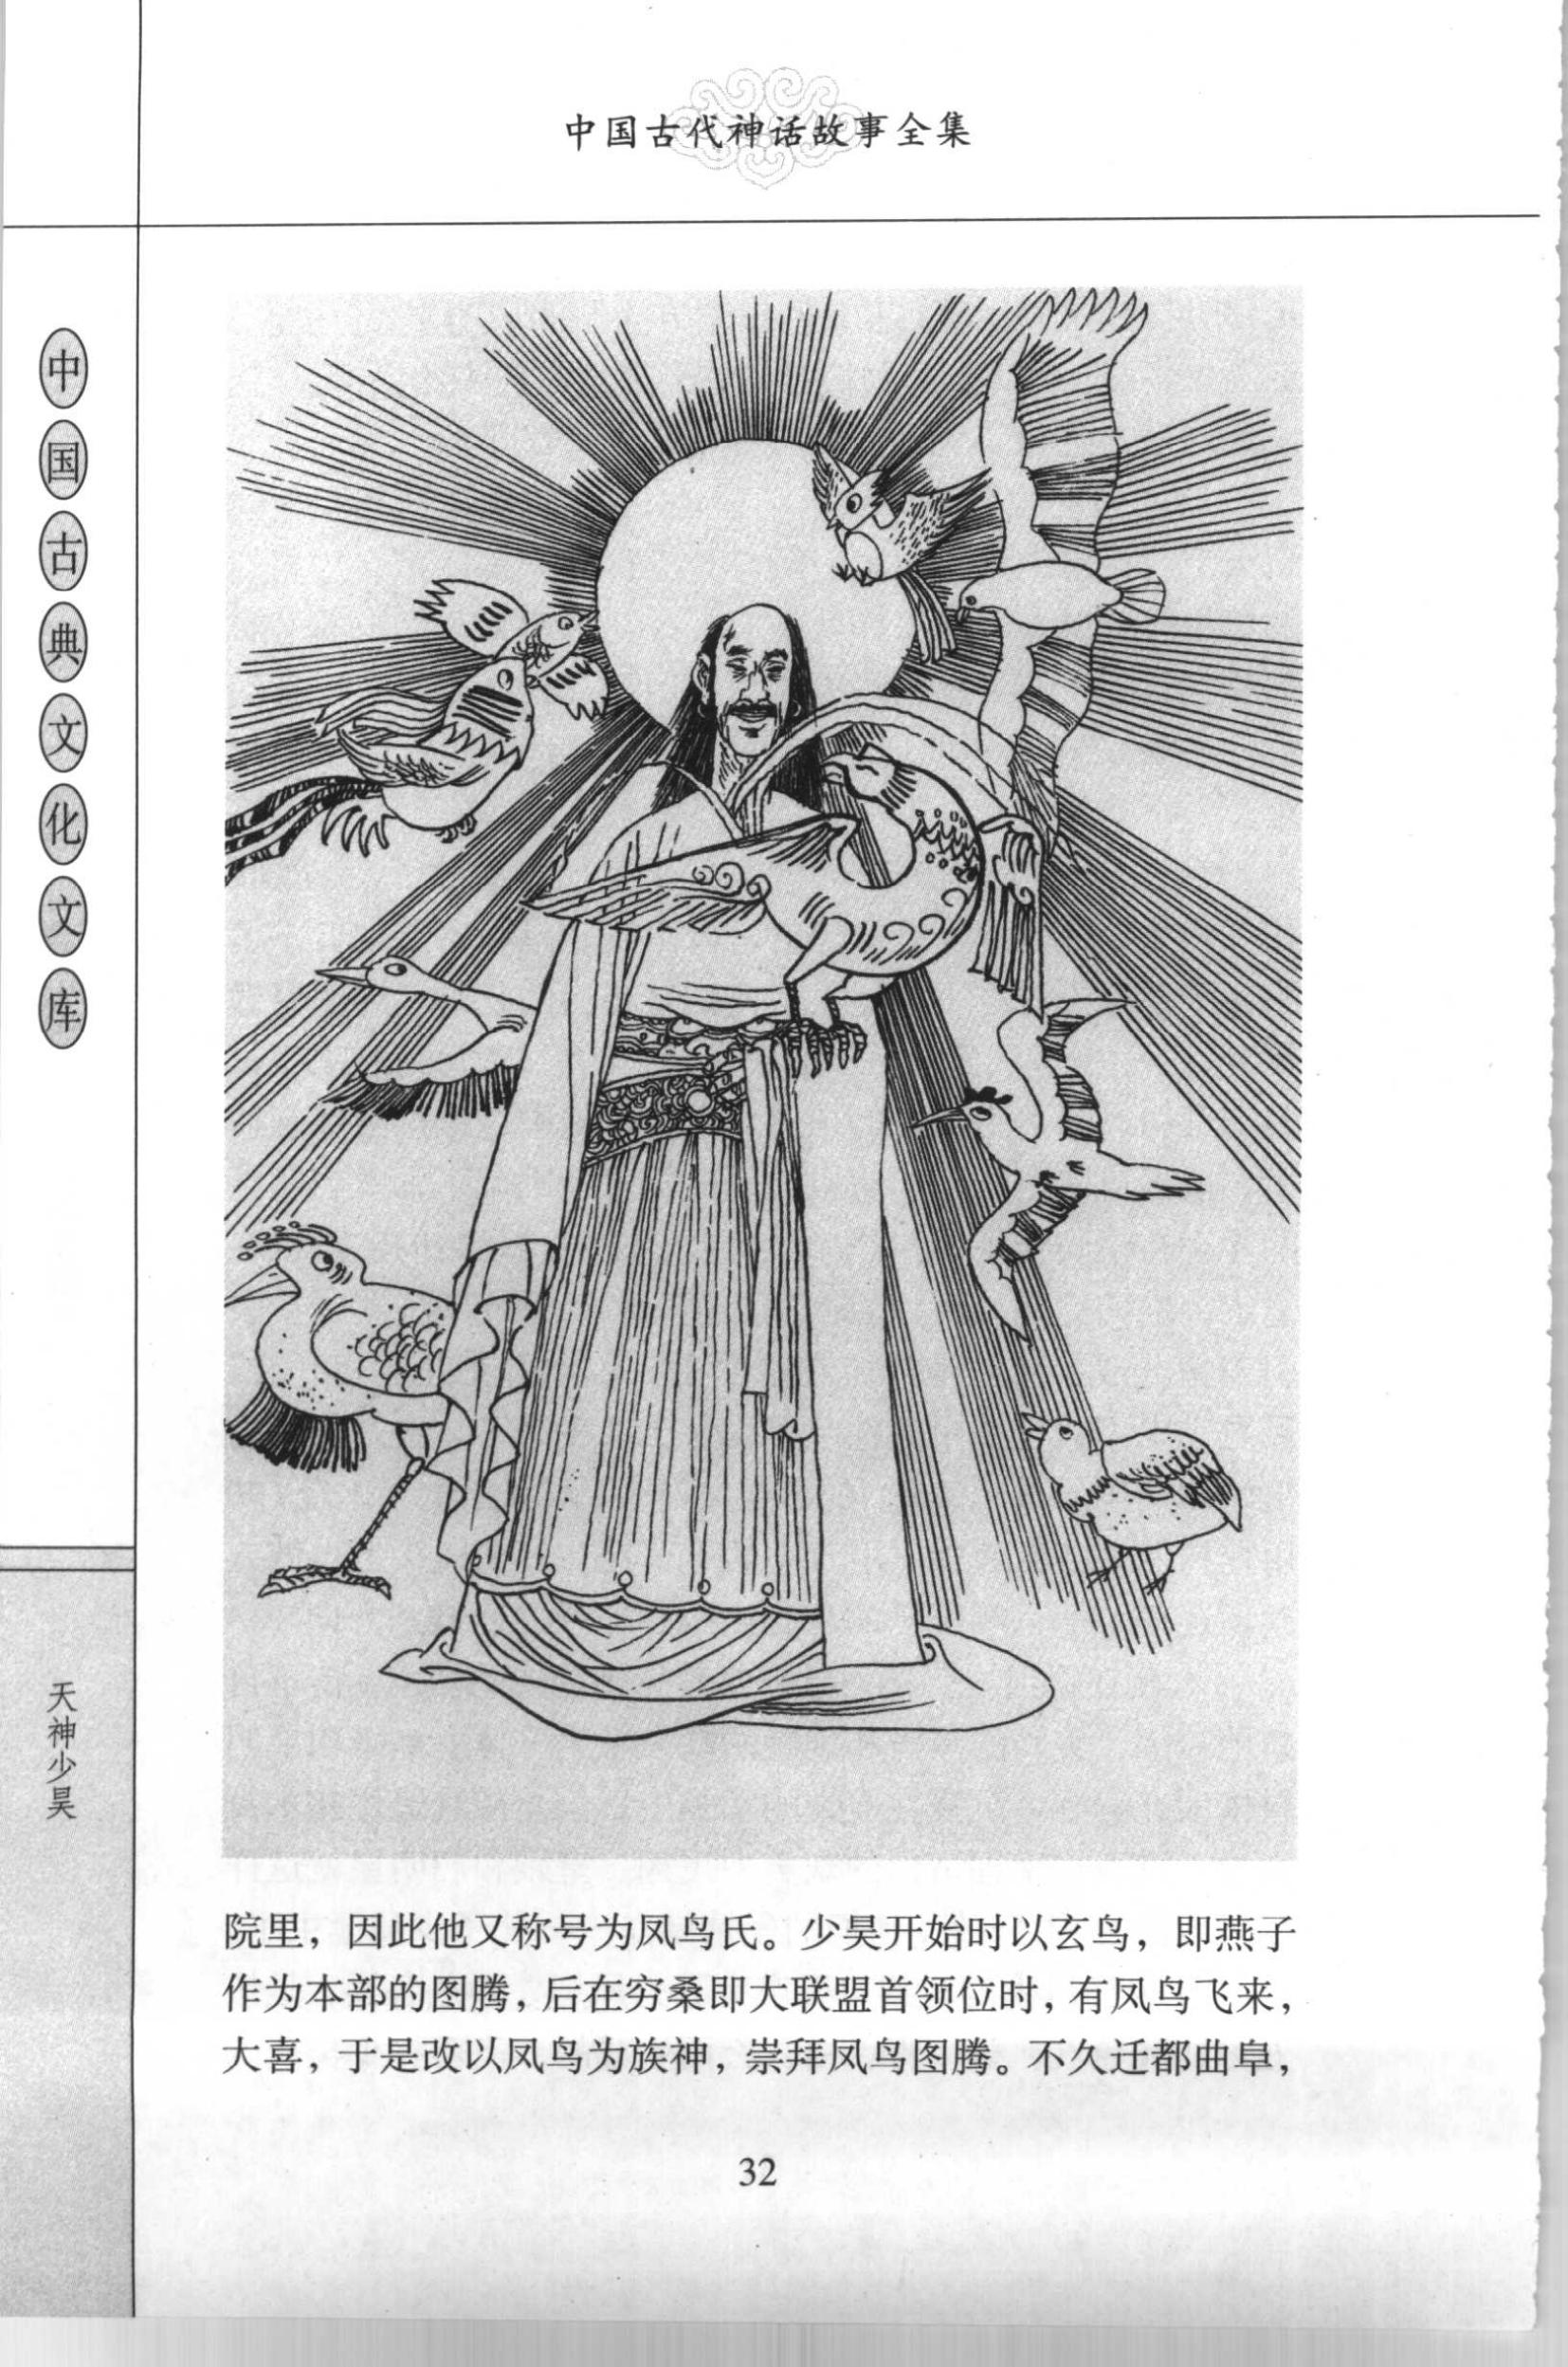 中国古代神话故事全集
中国古典文化文库
天神少昊
院里，因此他又称号为凤鸟氏。少昊开始时以玄鸟，即燕子
作为本部的图腾，后在穷桑即大联盟首领位时，有凤鸟飞来，
大喜，于是改以凤鸟为族神，崇拜凤鸟图腾。不久迁都曲阜，
32